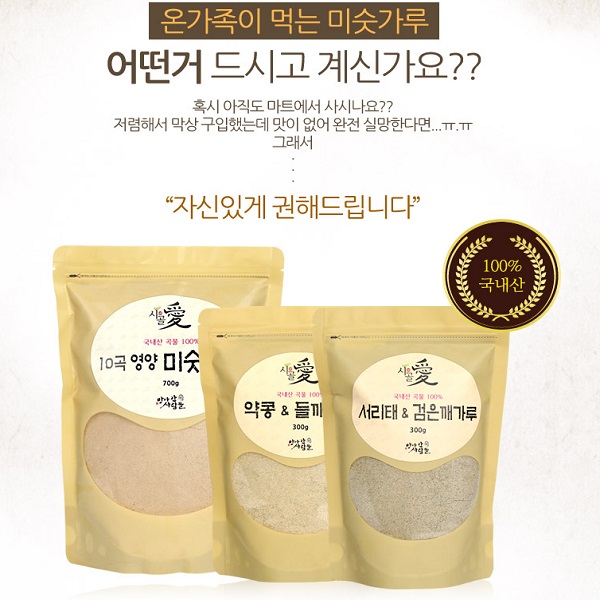 온가족이 먹는 미숫가루
어떤거 드시고 계신가요??
혹시 아직도 마트에서 사시나요??
저렴해서 막상 구입했는데 맛이 없어 완전 실망한다면...ㅠ.ㅠ
그래서
.
.
.
“자신있게 권해드립니다”
100%
국내산
시골愛
국내산 곡물 100%
10곡 영양 미숫
700g
시골愛
국내산 곡물 100%
약콩 & 들깨
300g
시골愛
국내산 곡물 100%
서리태 & 검은깨가루
300g